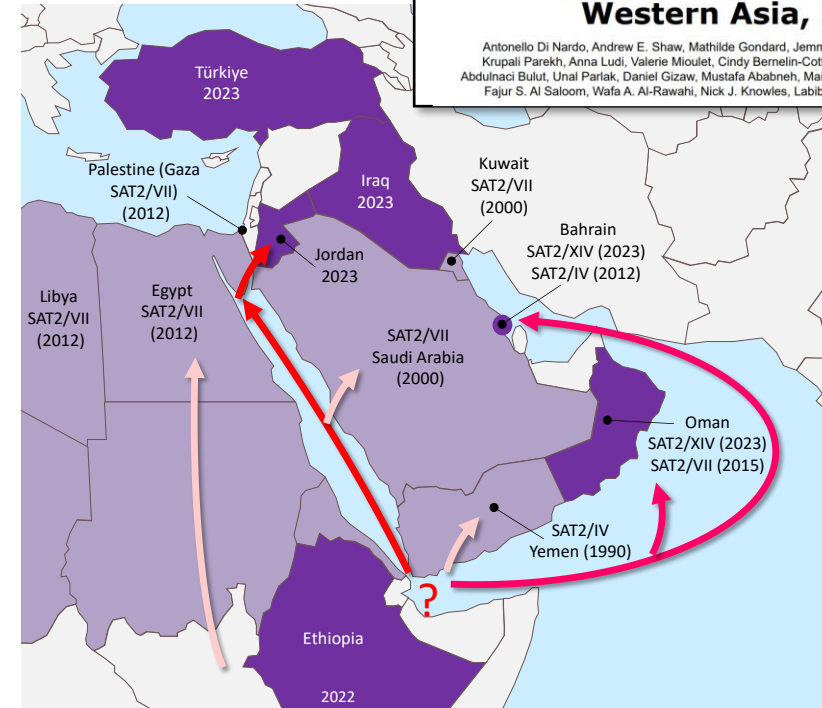 Western Asia,
Antonello Di Nardo, Andrew E. Shaw, Mathilde Gondard, Jemm
Krupali Parekh, Anna Ludi, Valerie Mioulet, Cindy Bernelin-Cot
Abdulnaci Bulut, Unal Parlak, Daniel Gizaw, Mustafa Ababneh, Mai
Fajur S. Al Saloom, Wafa A. Al-Rawahi, Nick J. Knowles, Labib
Türkiye
2023
Palestine (Gaza
SAT2/VII)
(2012)
Iraq
2023
Kuwait
SAT2/VII
(2000)
Bahrain
SAT2/XIV (2023)
SAT2/IV (2012)
Jordan
2023
Libya
SAT2/VII
(2012)
Egypt
SAT2/VII
(2012)
SAT2/VII
Saudi Arabia
(2000)
Oman
SAT2/XIV (2023)
SAT2/VII (2015)
SAT2/IV
Yemen (1990)
?
Ethiopia
2022